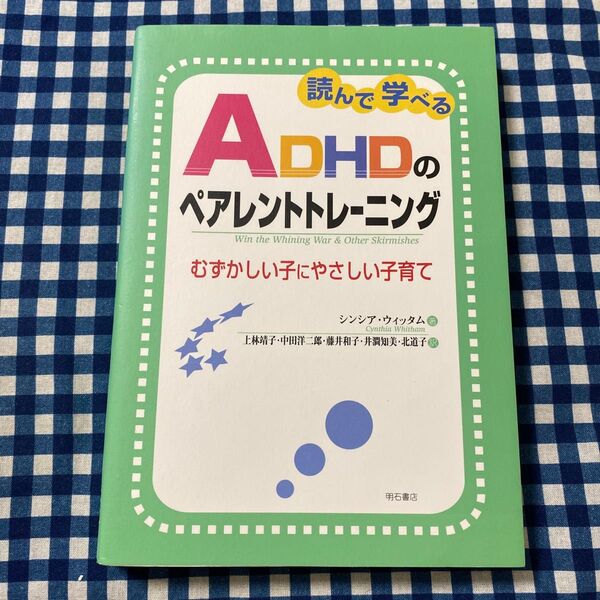 読んで学べる
ADHDの
ペアレントトレーニング
Win the Whining War & Other Skirmishes
むずかしい子にやさしい子育て
シンシア・ウィッタム 著
Cynthia Whitham
上林靖子・中田洋二郎・藤井和子・井澗知美・北道子 訳
明石書店